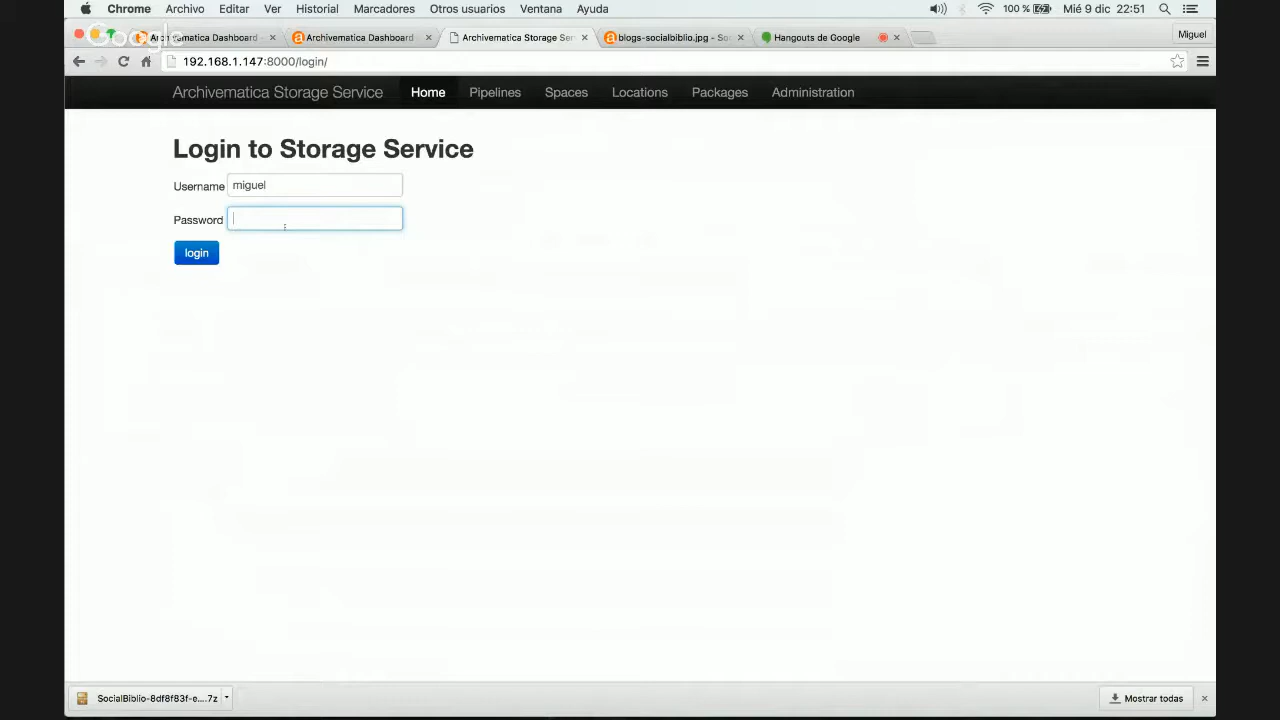 Chrome Archivo Editar Ver Historial Marcadores Otros usuarios Ventana Ayuda 100 % Mié 9 dic 22:51
Google
Archivematica Dashboard Archivematica Dashboard Archivematica Storage Ser blogs-socialbiblio.jpg - So Hangouts de Google Miguel
192.168.1.147:8000/login/
Archivematica Storage Service Home Pipelines Spaces Locations Packages Administration
Login to Storage Service
Username miguel
Password
login
SocialBiblio-8df8f83f-e....7z Mostrar todas